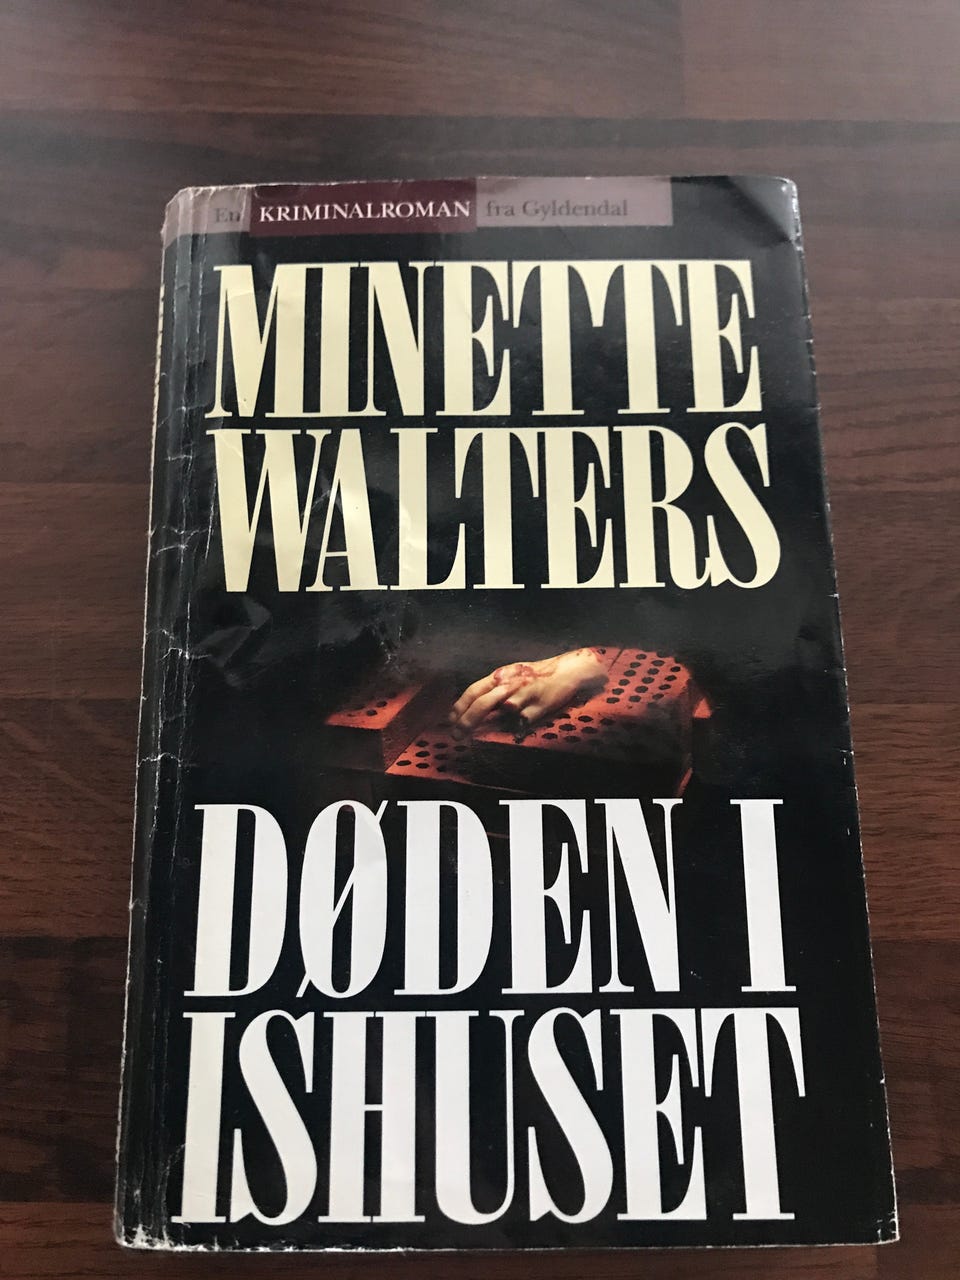 En KRIMINALROMAN fra Gyldendal
MINETTE
WALTERS
DØDEN I
ISHUSET